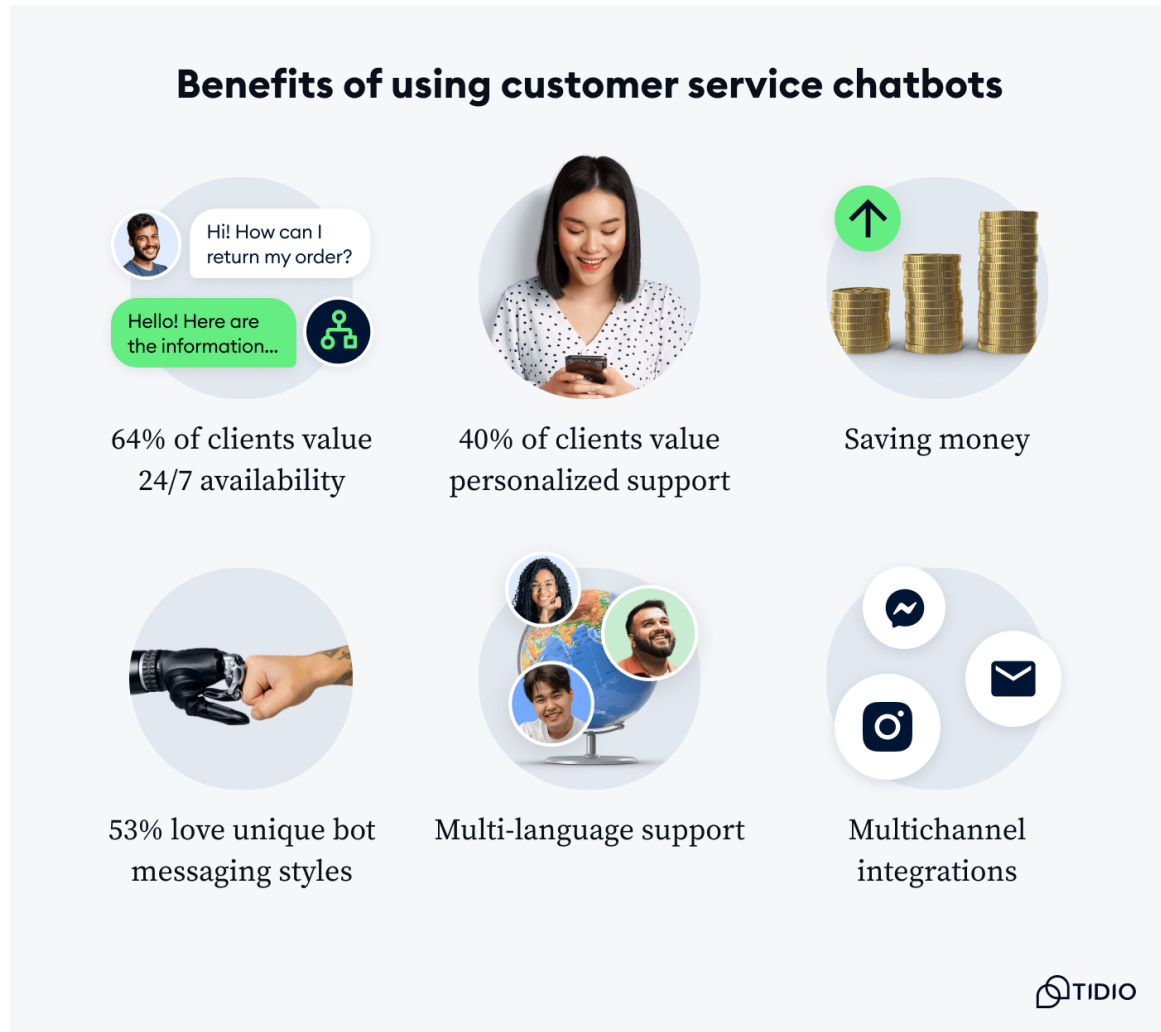 Benefits of using customer service chatbots
Hi! How can I
return my order?
Hello! Here are
the information...
64% of clients value
24/7 availability
40% of clients value
personalized support
Saving money
53% love unique bot
messaging styles
Multi-language support
Multichannel
integrations
TIDIO